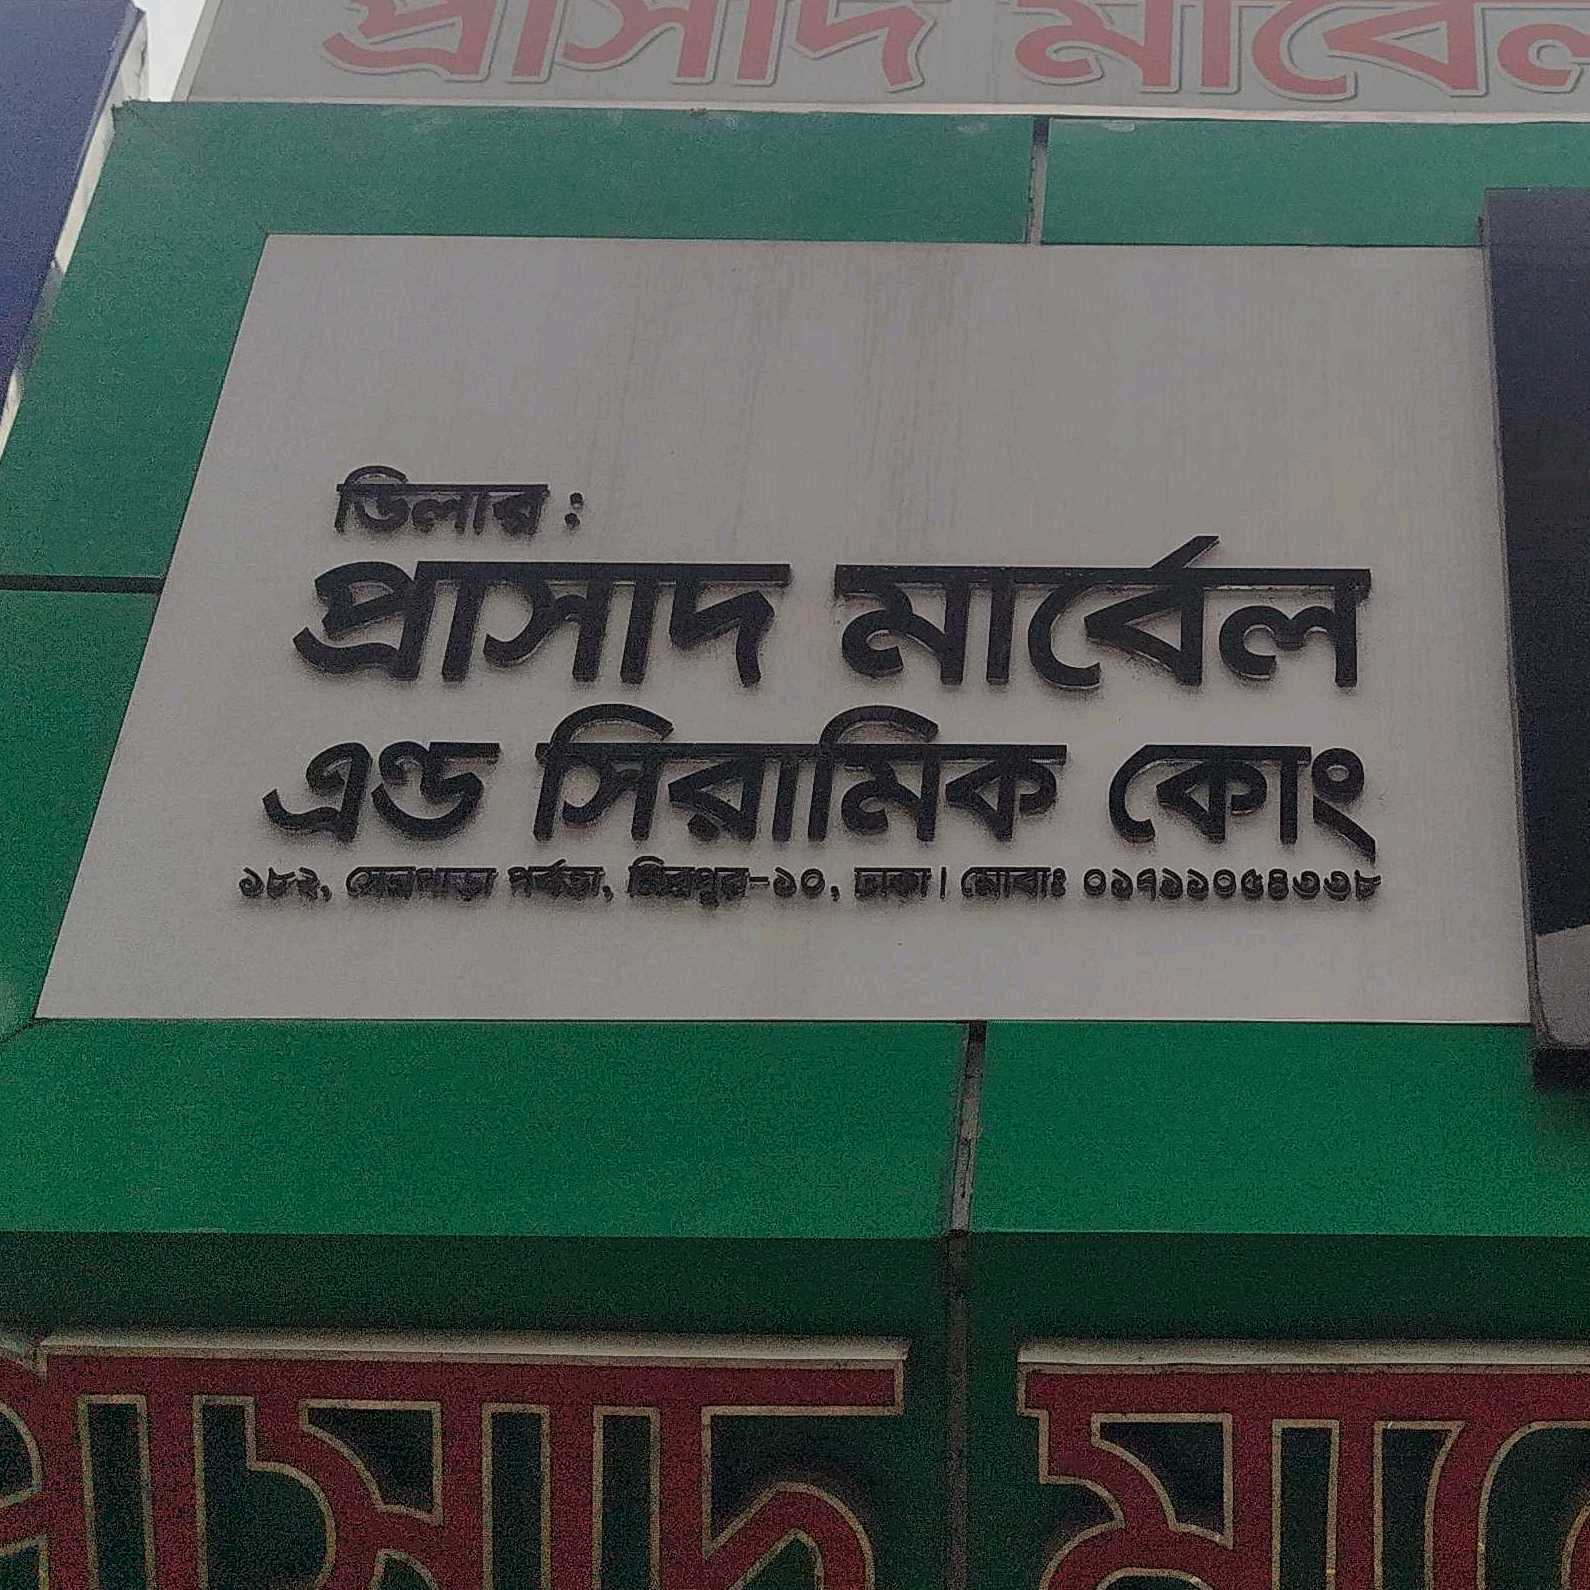 প্রাসাদ মার্বেল
ডিলার :
প্রাসাদ মার্বেল
এণ্ড সিরামিক কোং
১৮২, সেনপাড়া পর্বতা, মিরপুর-১০, ঢাকা। মোবাঃ ০১৭১১০৫৪৩৩৮
প্রাসাদ